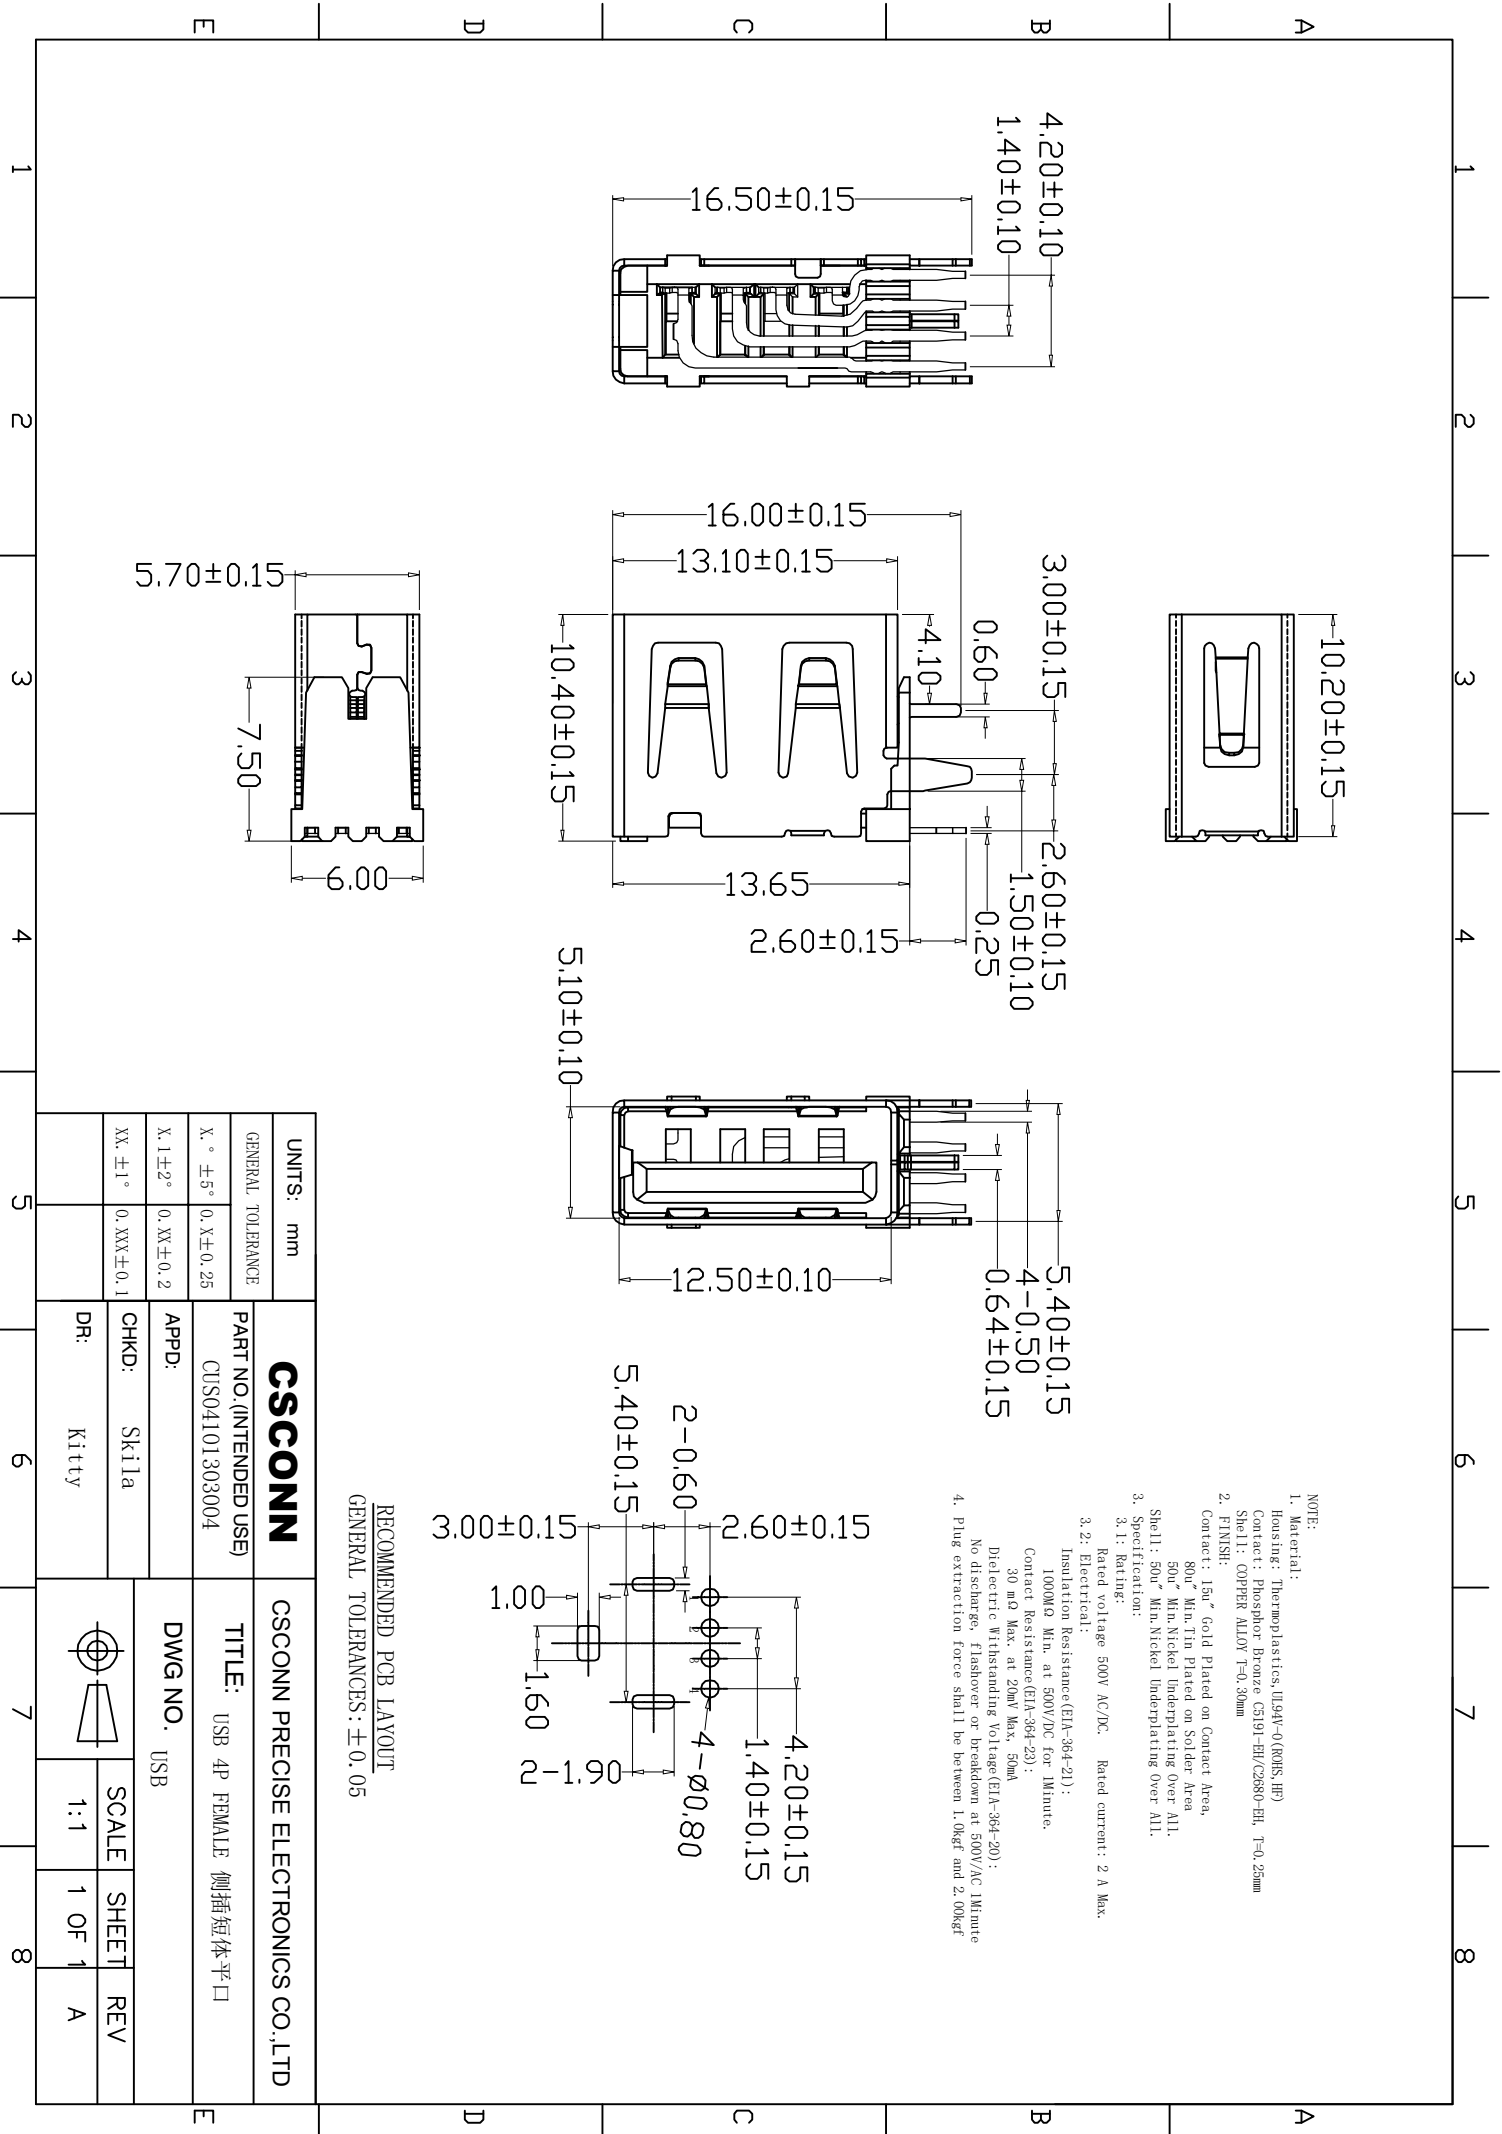 1
2
3
4
5
6
7
8
A
B
C
D
E
4.20±0.10
1.40±0.10
16.50±0.15
10.20±0.15
3.00±0.15
0.60
4.10
16.00±0.15
13.10±0.15
10.40±0.15
2.60±0.15
1.50±0.10
0.25
2.60±0.15
13.65
5.70±0.15
7.50
6.00
5.10±0.10
12.50±0.10
5.40±0.15
4-0.50
0.64±0.15
NOTE:
1. Material:
Housing: Thermoplastics,UL94V-0(ROHS,HF)
Contact: Phosphor Bronze C5191-EH/C2680-EH, T=0.25mm
Shell: COPPER ALLOY T=0.30mm
2. FINISH:
Contact: 15u" Gold Plated on Contact Area,
80u" Min.Tin Plated on Solder Area
50u" Min.Nickel Underplating Over All.
Shell: 50u" Min.Nickel Underplating Over All.
3. Specification:
3.1: Rating:
Rated voltage 500V AC/DC. Rated current: 2 A Max.
3.2: Electrical:
Insulation Resistance(EIA-364-21):
1000MΩ Min. at 500V/DC for 1Minute.
Contact Resistance(EIA-364-23):
30 mΩ Max. at 20mV Max, 50mA
Dielectric Withstanding Voltage(EIA-364-20):
No discharge, flashover or breakdown at 500V/AC 1Minute
4. Plug extraction force shall be between 1.0kgf and 2.00kgf
4.20±0.15
1.40±0.15
4-ø0.80
2.60±0.15
2-0.60
5.40±0.15
3.00±0.15
1.00
1.60
2-1.90
RECOMMENDED PCB LAYOUT
GENERAL TOLERANCES:±0.05
UNITS: mm
GENERAL TOLERANCE
X.° ±5° 0.X±0.25
X.1±2° 0.XX±0.2
XX.±1° 0.XXX±0.1
CSCONN
PART NO.(INTENDED USE)
CUS04101303004
APPD:
CHKD: Skila
DR: Kitty
CSCONN PRECISE ELECTRONICS CO.,LTD
TITLE: USB 4P FEMALE 侧插短体平口
DWG NO. USB
SCALE SHEET REV
1:1 1 OF 1 A
1
2
3
4
5
6
7
8
A
B
C
D
E